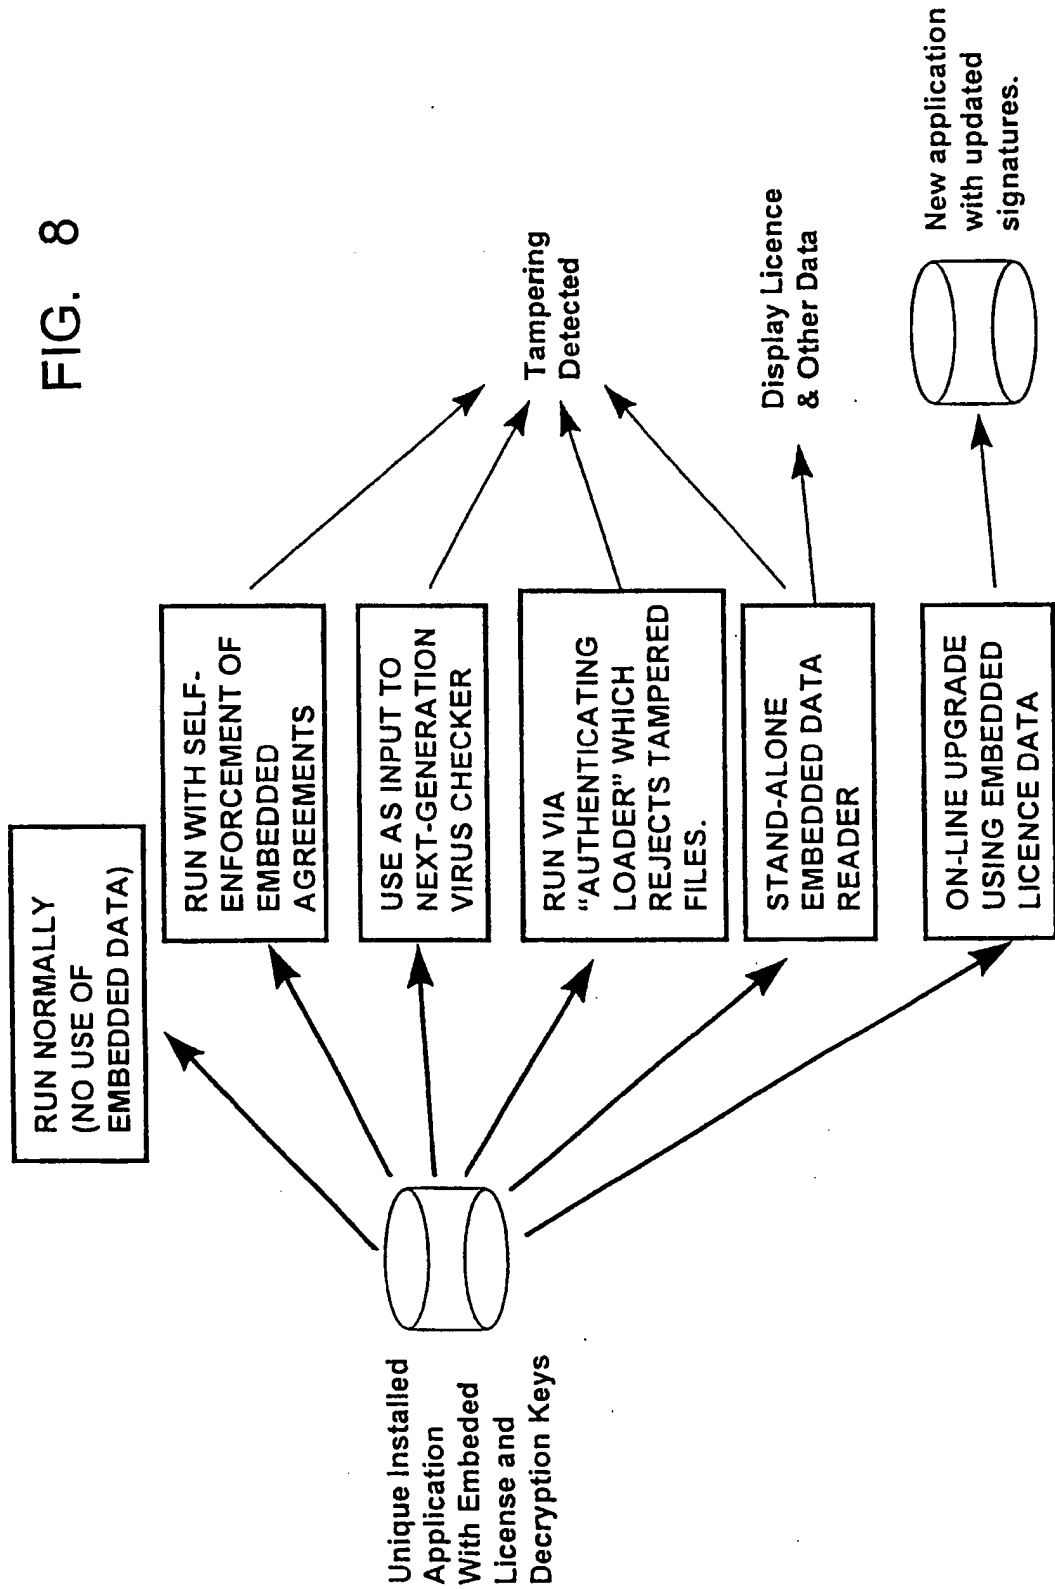 FIG. 8
RUN NORMALLY
(NO USE OF
EMBEDDED DATA)
RUN WITH SELF-
ENFORCEMENT OF
EMBEDDED
AGREEMENTS
USE AS INPUT TO
NEXT-GENERATION
VIRUS CHECKER
RUN VIA
“AUTHENTICATING
LOADER” WHICH
REJECTS TAMPERED
FILES.
STAND-ALONE
EMBEDDED DATA
READER
ON-LINE UPGRADE
USING EMBEDDED
LICENCE DATA
Unique Installed
Application
With Embeded
License and
Decryption Keys
Tampering
Detected
Display Licence
& Other Data
New application
with updated
signatures.